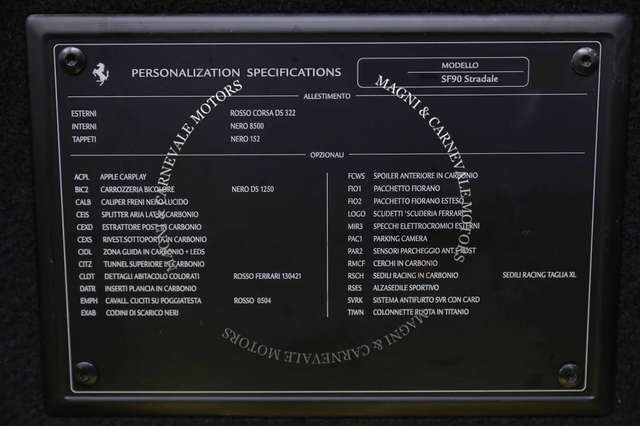 PERSONALIZATION SPECIFICATIONS
MODELLO
SF90 Stradale
ALLESTIMENTO
ESTERNI ROSSO CORSA DS 322
INTERNI NERO 8500
TAPPETI NERO 152
OPZIONALI
ACPL APPLE CARPLAY
BIC2 CARROZZERIA BICOLORE NERO DS 1250
CALB CALIPER FRENI NERO LUCIDO
CEIS SPLITTER ARIA LAT. CARBONIO
CEXD ESTRATTORE POST. IN CARBONIO
CEXS RIVEST.SOTTOPORTA IN CARBONIO
CIDL ZONA GUIDA IN CARBONIO + LEDS
CITZ TUNNEL SUPERIORE IN CARBONIO
CLDT DETTAGLI ABITACOLO COLORATI ROSSO FERRARI 130421
DATR INSERTI PLANCIA IN CARBONIO
EMPH CAVALL. CUCITI SU POGGIATESTA ROSSO 0504
EXAB CODINI DI SCARICO NERI
FCWS SPOILER ANTERIORE IN CARBONIO
FIO1 PACCHETTO FIORANO
FIO2 PACCHETTO FIORANO ESTESO
LOGO SCUDETTI 'SCUDERIA FERRARI'
MIR3 SPECCHI ELETTROCROMICI ESTERNI
PAC1 PARKING CAMERA
PAR2 SENSORI PARCHEGGIO ANT-POST
RMCF CERCHI IN CARBONIO
RSCH SEDILI RACING IN CARBONIO SEDILI RACING TAGLIA XL
RSES ALZASEDILE SPORTIVO
SVRK SISTEMA ANTIFURTO SVR CON CARD
TIWN COLONNETTE RUOTA IN TITANIO
MAGNI & CARNEVALE MOTORS
MAGNI & CARNEVALE MOTORS
MAGNI & CARNEVALE MOTORS